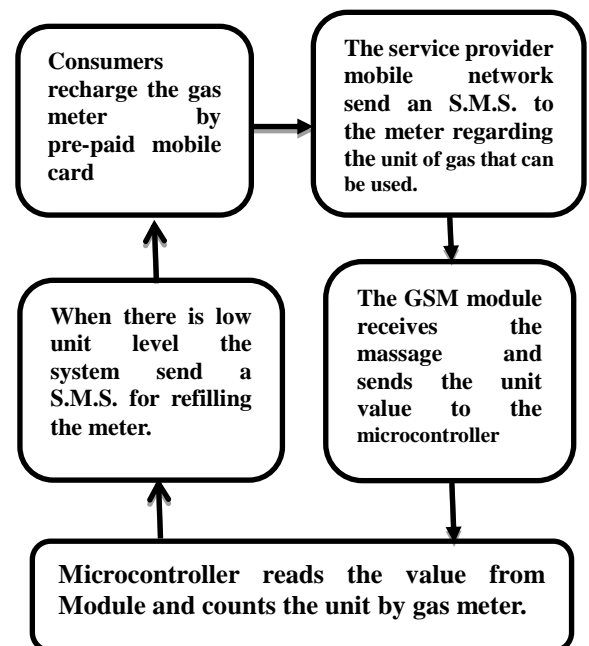 Consumers
recharge the gas
meter by
pre-paid mobile
card
The service provider
mobile network
send an S.M.S. to
the meter regarding
the unit of gas that can
be used.
The GSM module
receives the
massage and
sends the unit
value to the
microcontroller
When there is low
unit level the
system send a
S.M.S. for refilling
the meter.
Microcontroller reads the value from
Module and counts the unit by gas meter.